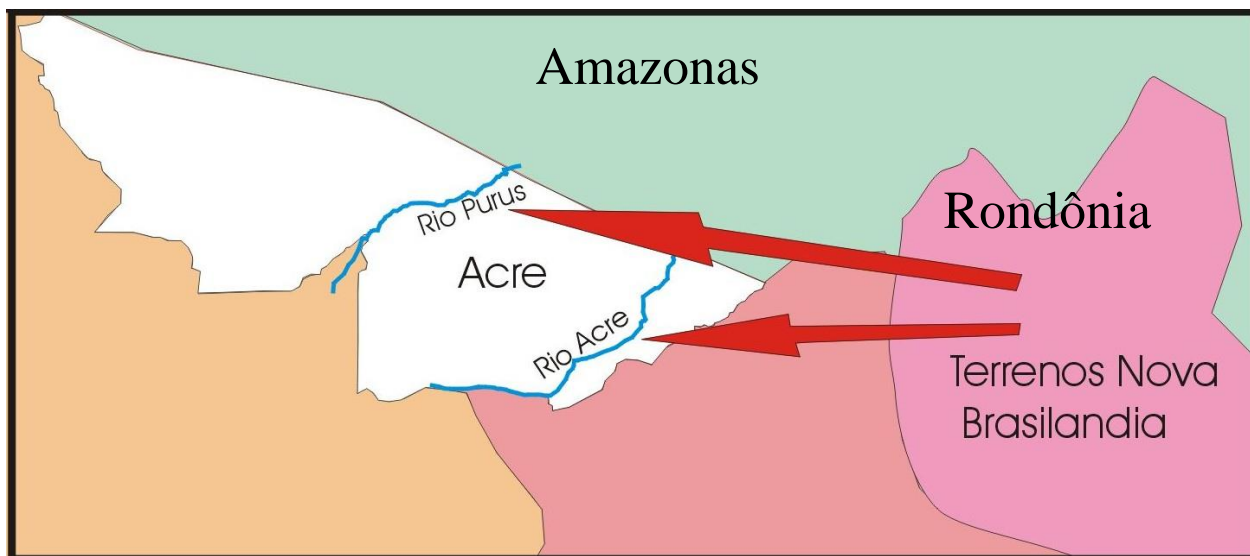 Amazonas
Rio Purus
Rondônia
Acre
Rio Acre
Terrenos Nova
Brasilandia